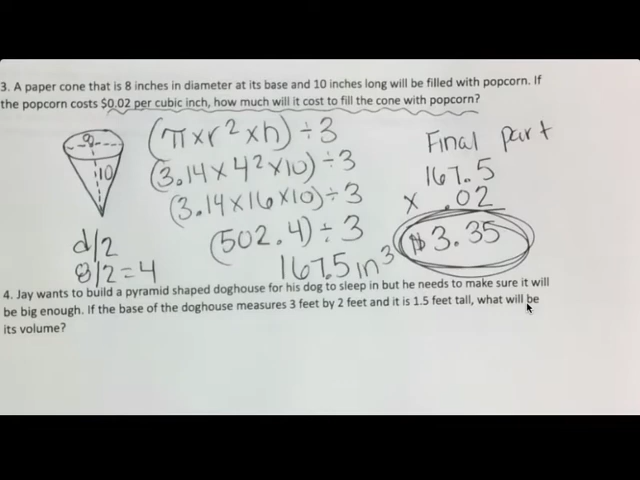 3. A paper cone that is 8 inches in diameter at its base and 10 inches long will be filled with popcorn. If
the popcorn costs $0.02 per cubic inch, how much will it cost to fill the cone with popcorn?
8
10
d/2
8/2=4
(π×r²×h)÷3
(3.14×4²×10)÷3
(3.14×16×10)÷3
(502.4)÷3
167.5in³
Final part
167.5
× .02
$3.35
4. Jay wants to build a pyramid shaped doghouse for his dog to sleep in but he needs to make sure it will
be big enough. If the base of the doghouse measures 3 feet by 2 feet and it is 1.5 feet tall, what will be
its volume?